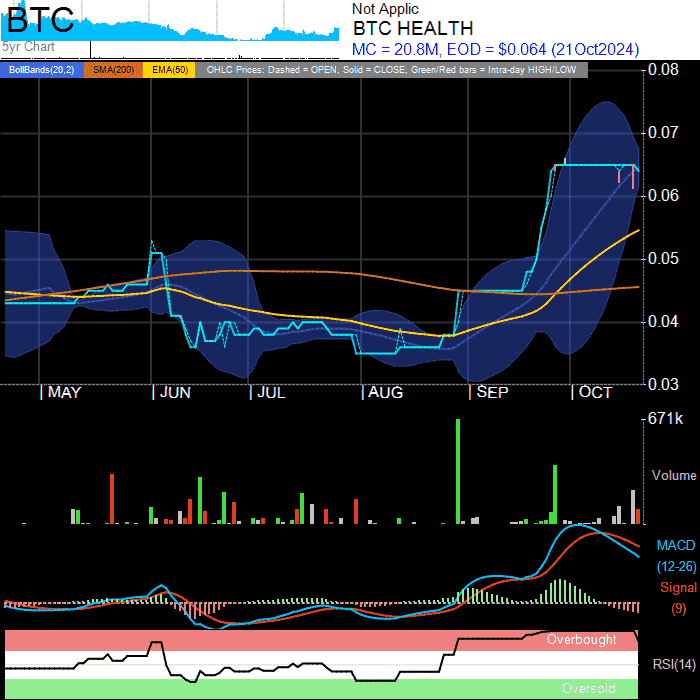 BTC
5yr Chart
Not Applic
BTC HEALTH
MC = 20.8M, EOD = $0.064 (21Oct2024)
BollBands(20,2) SMA(200) EMA(50) OHLC Prices: Dashed = OPEN, Solid = CLOSE, Green/Red bars = Intra-day HIGH/LOW
0.08
0.07
0.06
0.05
0.04
0.03
MAY JUN JUL AUG SEP OCT
671k
Volume
MACD
(12-26)
Signal
(9)
Overbought
RSI(14)
Oversold